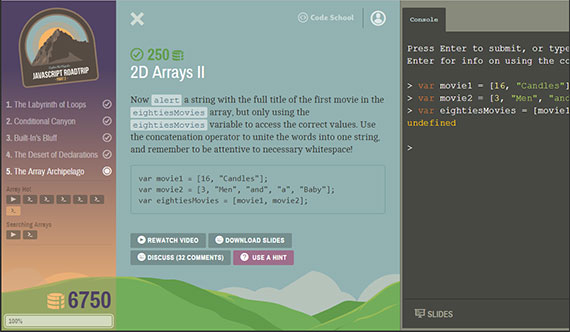 JAVASCRIPT ROADTRIP
1. The Labyrinth of Loops
2. Conditional Canyon
3. Built-In's Bluff
4. The Desert of Declarations
5. The Array Archipelago
Array Ho!
Searching Arrays
6750
100%
Code School
250
2D Arrays II
Now alert a string with the full title of the first movie in the
eightiesMovies array, but only using the
eightiesMovies variable to access the correct values. Use
the concatenation operator to unite the words into one string,
and remember to be attentive to necessary whitespace!
var movie1 = [16, "Candles"];
var movie2 = [3, "Men", "and", "a", "Baby"];
var eightiesMovies = [movie1, movie2];
REWATCH VIDEO
DOWNLOAD SLIDES
DISCUSS (32 COMMENTS)
? USE A HINT
Console
Press Enter to submit, or type
Enter for info on using the co
> var movie1 = [16, "Candles"]
> var movie2 = [3, "Men", "and
> var eightiesMovies = [movie1
undefined
>
SLIDES